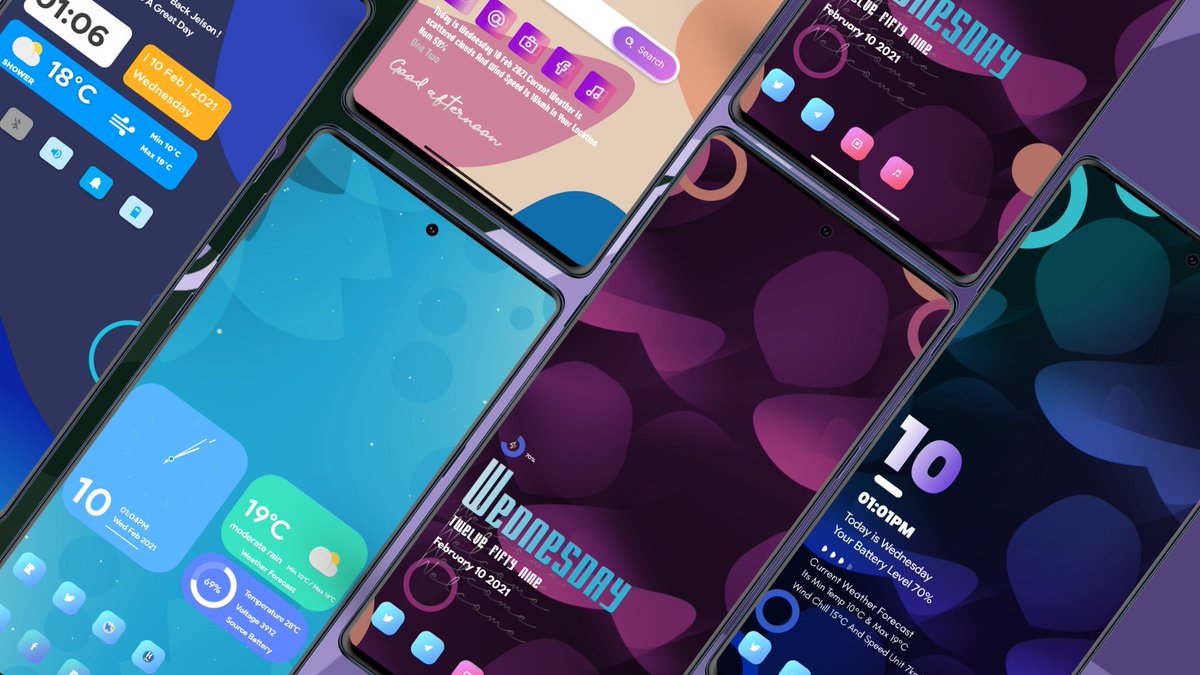 01:06
Back Jelson !
A Great Day
18°C
SHOWER
| 10 Feb | 2021
Wednesday
Min 10°C
Max 19°C
Search
Today Is Wednesday 10 Feb 2021 Current Weather Is
scattered clouds And Wind Speed Is 18kmh In Your Location
Hum 58%
One Two
Good afternoon
Wednesday
TWELVE FIFTY NINE
February 10 2021
Welcome
10
01:04PM
Wed Feb 2021
19°C
moderate rain
Min 10°C / Max 19°C
Weather Forecast
69%
Temperature 28°C
Voltage 3912
Source Battery
70%
Wednesday
TWELVE FIFTY NINE
February 10 2021
Welcome
10
01:01PM
Today is Wednesday
Your Battery Level 70%
Current Weather Forecast
Its Min Temp 10°C & Max 19°C
Wind Chill 15°C And Speed Unit 7km